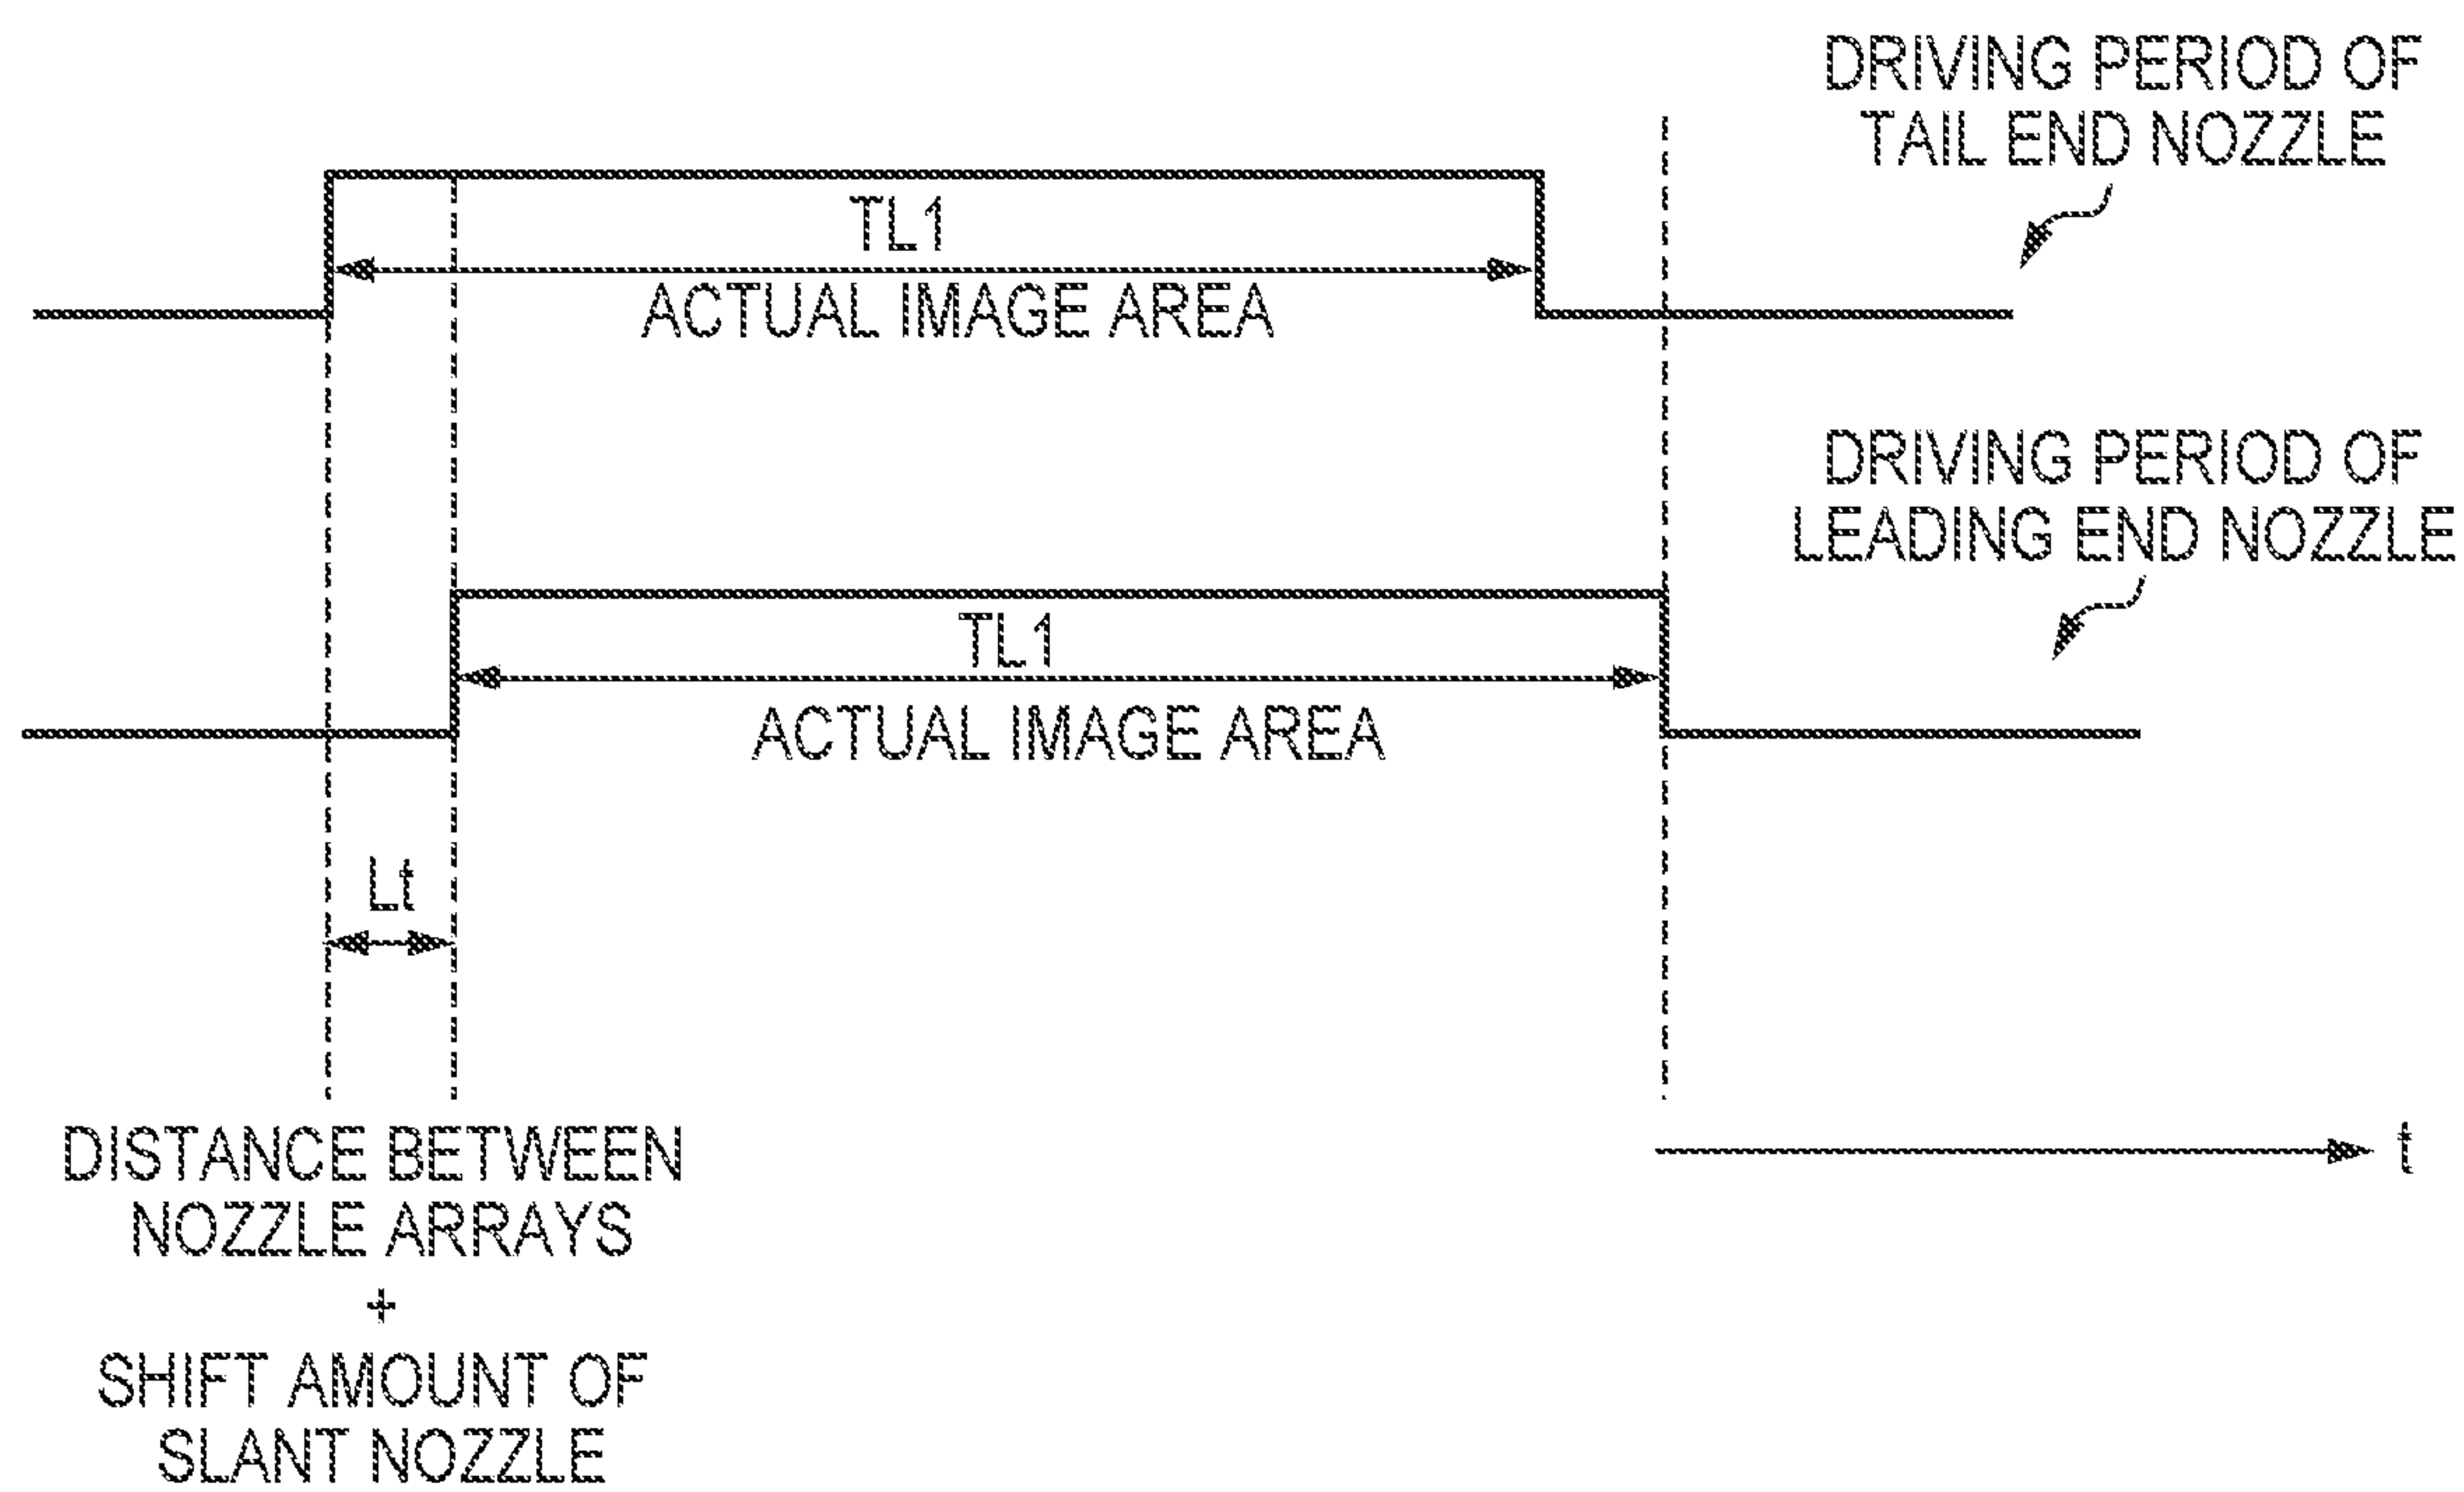 DRIVING PERIOD OF
TAIL END NOZZLE
TL1
ACTUAL IMAGE AREA
DRIVING PERIOD OF
LEADING END NOZZLE
TL1
ACTUAL IMAGE AREA
Lt
DISTANCE BETWEEN
NOZZLE ARRAYS
+
SHIFT AMOUNT OF
SLANT NOZZLE
t